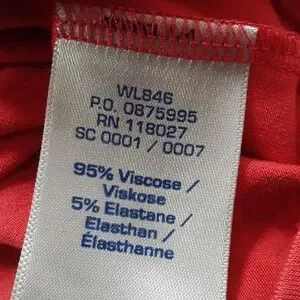 WL846
P.O. 0875995
RN 118027
SC 0001 / 0007
95% Viscose /
Viskose
5% Elastane /
Elasthan /
Élasthanne